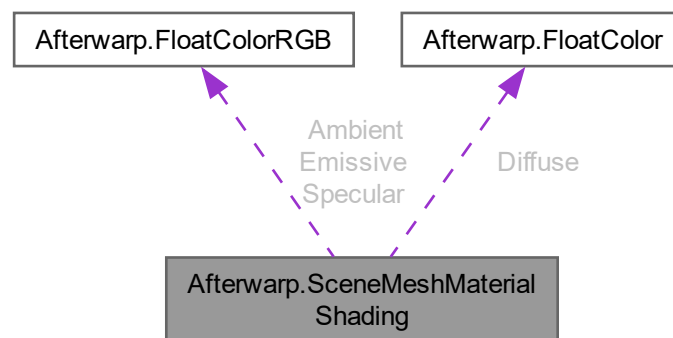 Afterwarp.FloatColorRGB
Afterwarp.FloatColor
Ambient
Emissive
Specular
Diffuse
Afterwarp.SceneMeshMaterial
Shading